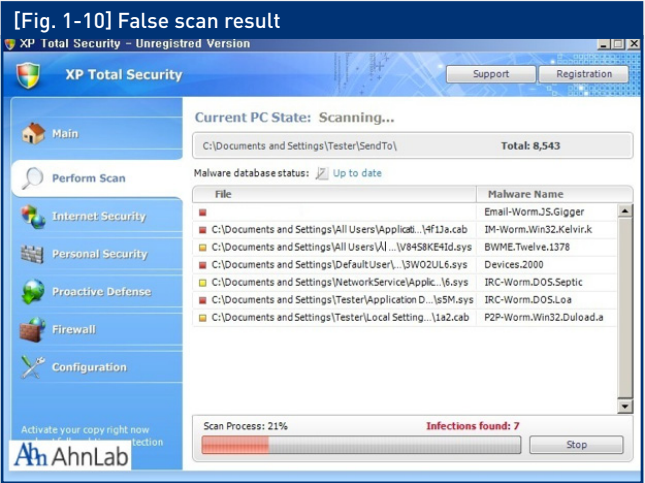 [Fig. 1-10] False scan result
XP Total Security - Unregistred Version
XP Total Security
Support
Registration
Main
Perform Scan
Internet Security
Personal Security
Proactive Defense
Firewall
Configuration
Current PC State: Scanning...
C:\Documents and Settings\Tester\SendTo\ Total: 8,543
Malware database status: Up to date
File Malware Name
Email-Worm.JS.Gigger
C:\Documents and Settings\All Users\Applicati...\4f1Ja.cab IM-Worm.Win32.Kelvir.k
C:\Documents and Settings\All Users\시...\V84S8KE4Id.sys BWME.Twelve.1378
C:\Documents and Settings\DefaultUser\...\3WO2UL6.sys Devices.2000
C:\Documents and Settings\NetworkService\Applic...\6.sys IRC-Worm.DOS.Septic
C:\Documents and Settings\Tester\Application D...\s5M.sys IRC-Worm.DOS.Loa
C:\Documents and Settings\Tester\Local Setting...\1a2.cab P2P-Worm.Win32.Duload.a
Scan Process: 21% Infections found: 7
Stop
Activate your copy right now
AhnLab